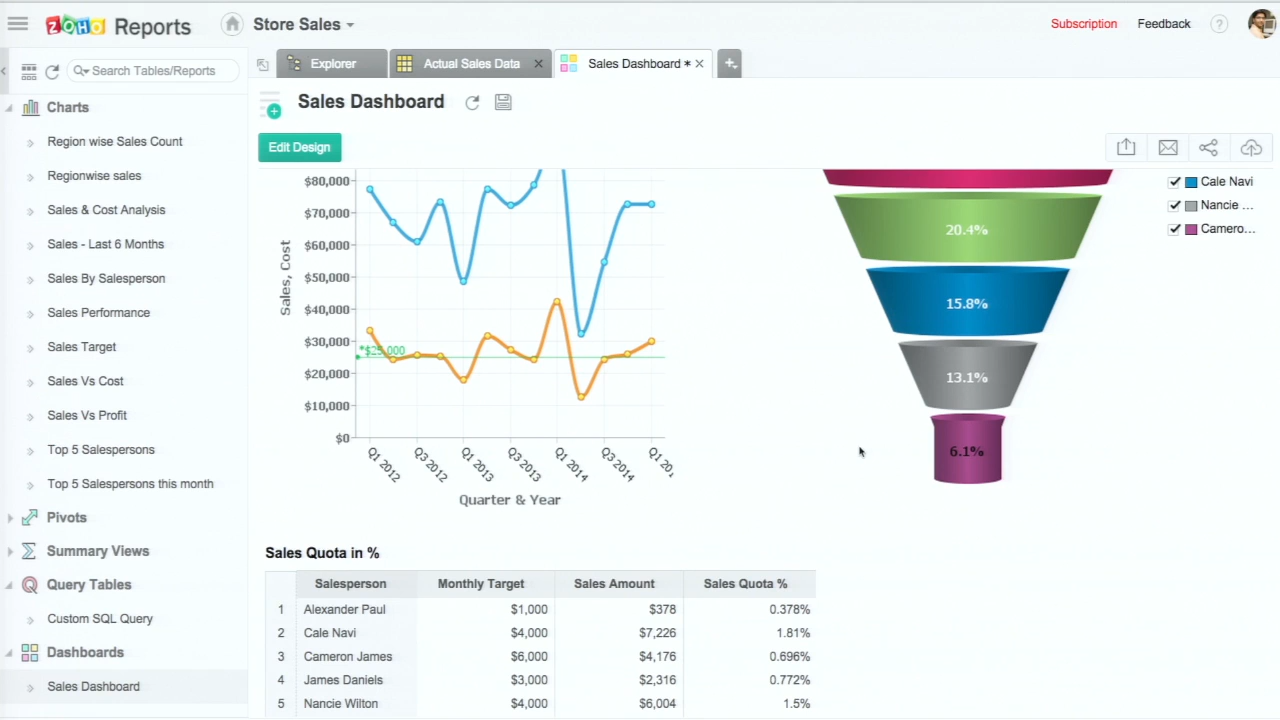 ZOHO Reports
Store Sales
Subscription
Feedback
?
Search Tables/Reports
Explorer
Actual Sales Data
Sales Dashboard *
Charts
Region wise Sales Count
Regionwise sales
Sales & Cost Analysis
Sales - Last 6 Months
Sales By Salesperson
Sales Performance
Sales Target
Sales Vs Cost
Sales Vs Profit
Top 5 Salespersons
Top 5 Salespersons this month
Pivots
Summary Views
Query Tables
Custom SQL Query
Dashboards
Sales Dashboard
Sales Dashboard
Edit Design
Sales, Cost
$80,000
$70,000
$60,000
$50,000
$40,000
$30,000
$20,000
$10,000
$0
*$25,000
Q1 2012
Q3 2012
Q1 2013
Q3 2013
Q1 2014
Q3 2014
Q1 20
Quarter & Year
20.4%
15.8%
13.1%
6.1%
Cale Navi
Nancie ...
Camero...
Sales Quota in %
Salesperson Monthly Target Sales Amount Sales Quota %
1 Alexander Paul $1,000 $378 0.378%
2 Cale Navi $4,000 $7,226 1.81%
3 Cameron James $6,000 $4,176 0.696%
4 James Daniels $3,000 $2,316 0.772%
5 Nancie Wilton $4,000 $6,004 1.5%